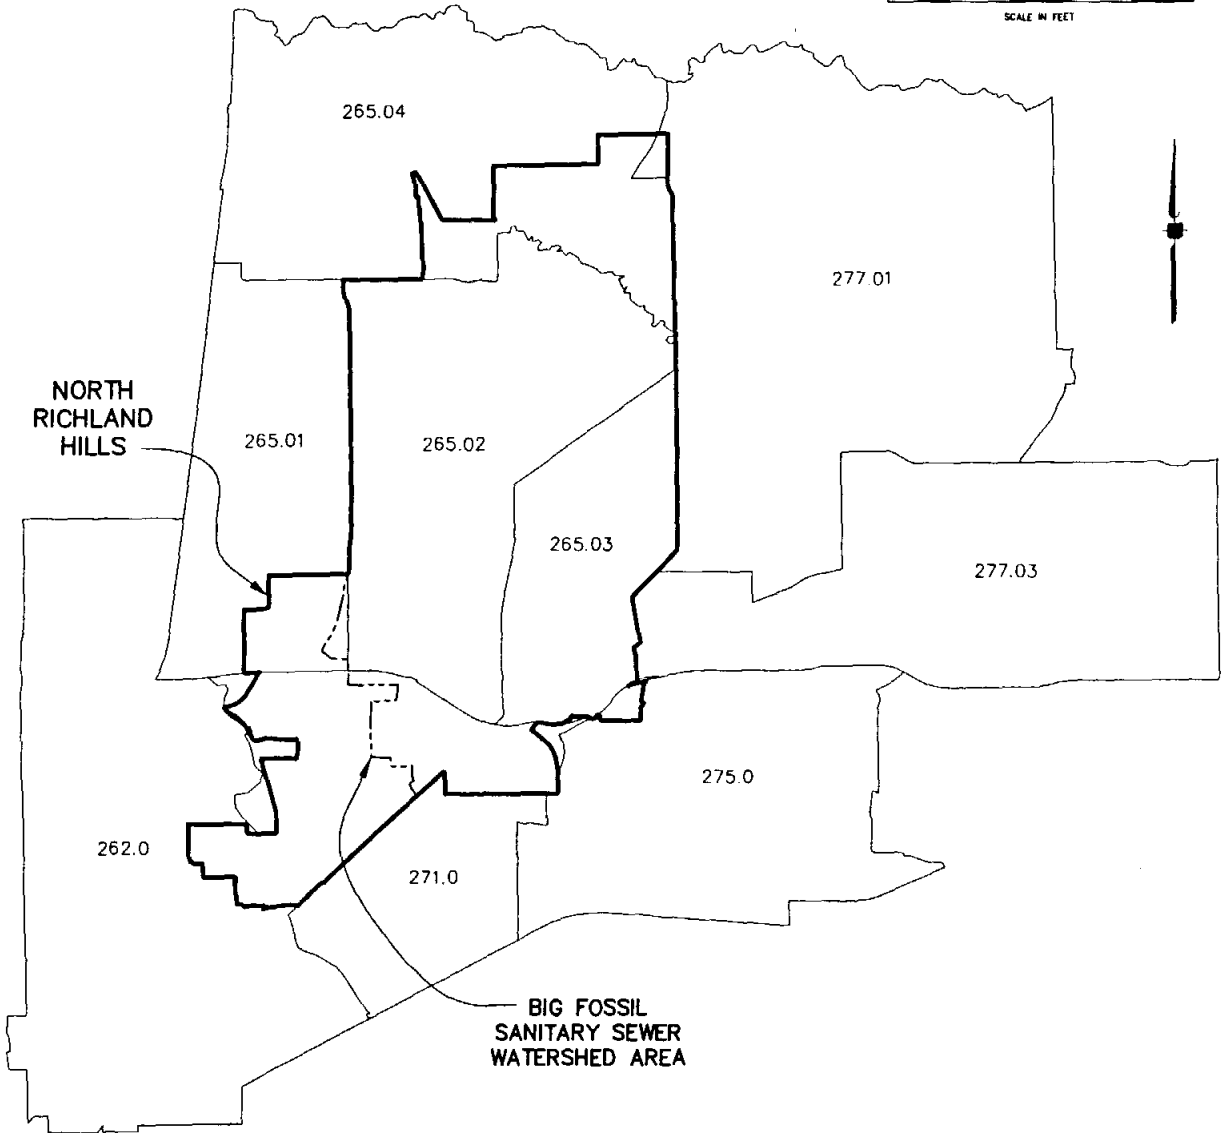 SCALE IN FEET
265.04
277.01
NORTH
RICHLAND
HILLS
265.01
265.02
265.03
277.03
275.0
262.0
271.0
BIG FOSSIL
SANITARY SEWER
WATERSHED AREA